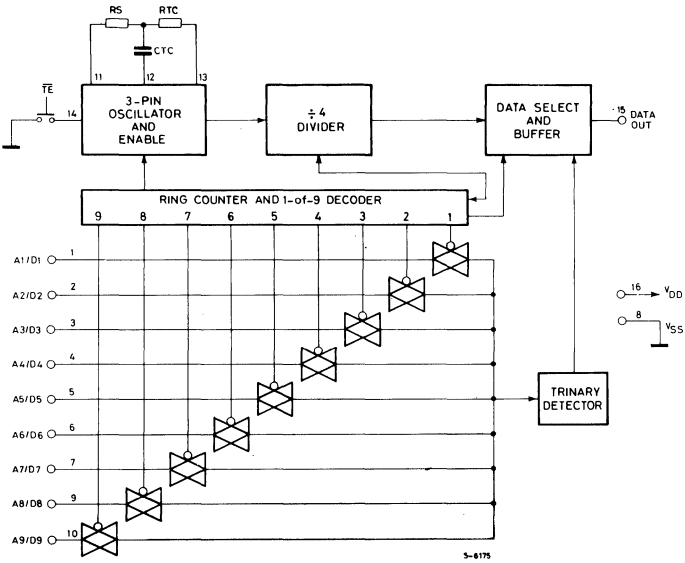 RS RTC
CTC
11 12 13
TE
14
3-PIN
OSCILLATOR
AND
ENABLE
÷4
DIVIDER
DATA SELECT
AND
BUFFER
15 DATA
OUT
RING COUNTER AND 1-of-9 DECODER
9 8 7 6 5 4 3 2 1
A1/D1 1
A2/D2 2
A3/D3 3
A4/D4 4
A5/D5 5
A6/D6 6
A7/D7 7
A8/D8 9
A9/D9 10
16 VDD
8 VSS
TRINARY
DETECTOR
S-6175